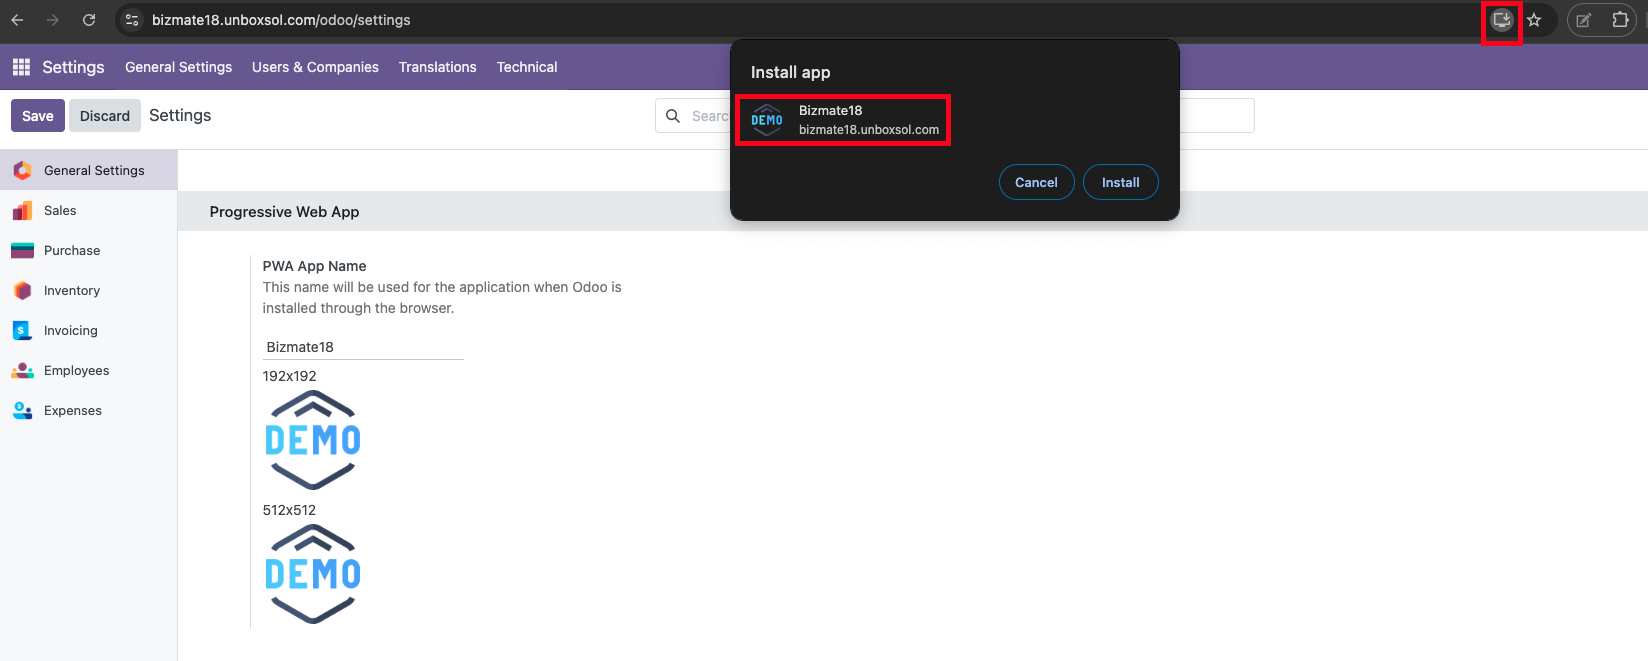 bizmate18.unboxsol.com/odoo/settings
Settings General Settings Users & Companies Translations Technical
Save Discard Settings
Searc
Install app
DEMO
Bizmate18
bizmate18.unboxsol.com
Cancel Install
General Settings
Sales
Purchase
Inventory
Invoicing
Employees
Expenses
Progressive Web App
PWA App Name
This name will be used for the application when Odoo is
installed through the browser.
Bizmate18
192x192
DEMO
512x512
DEMO